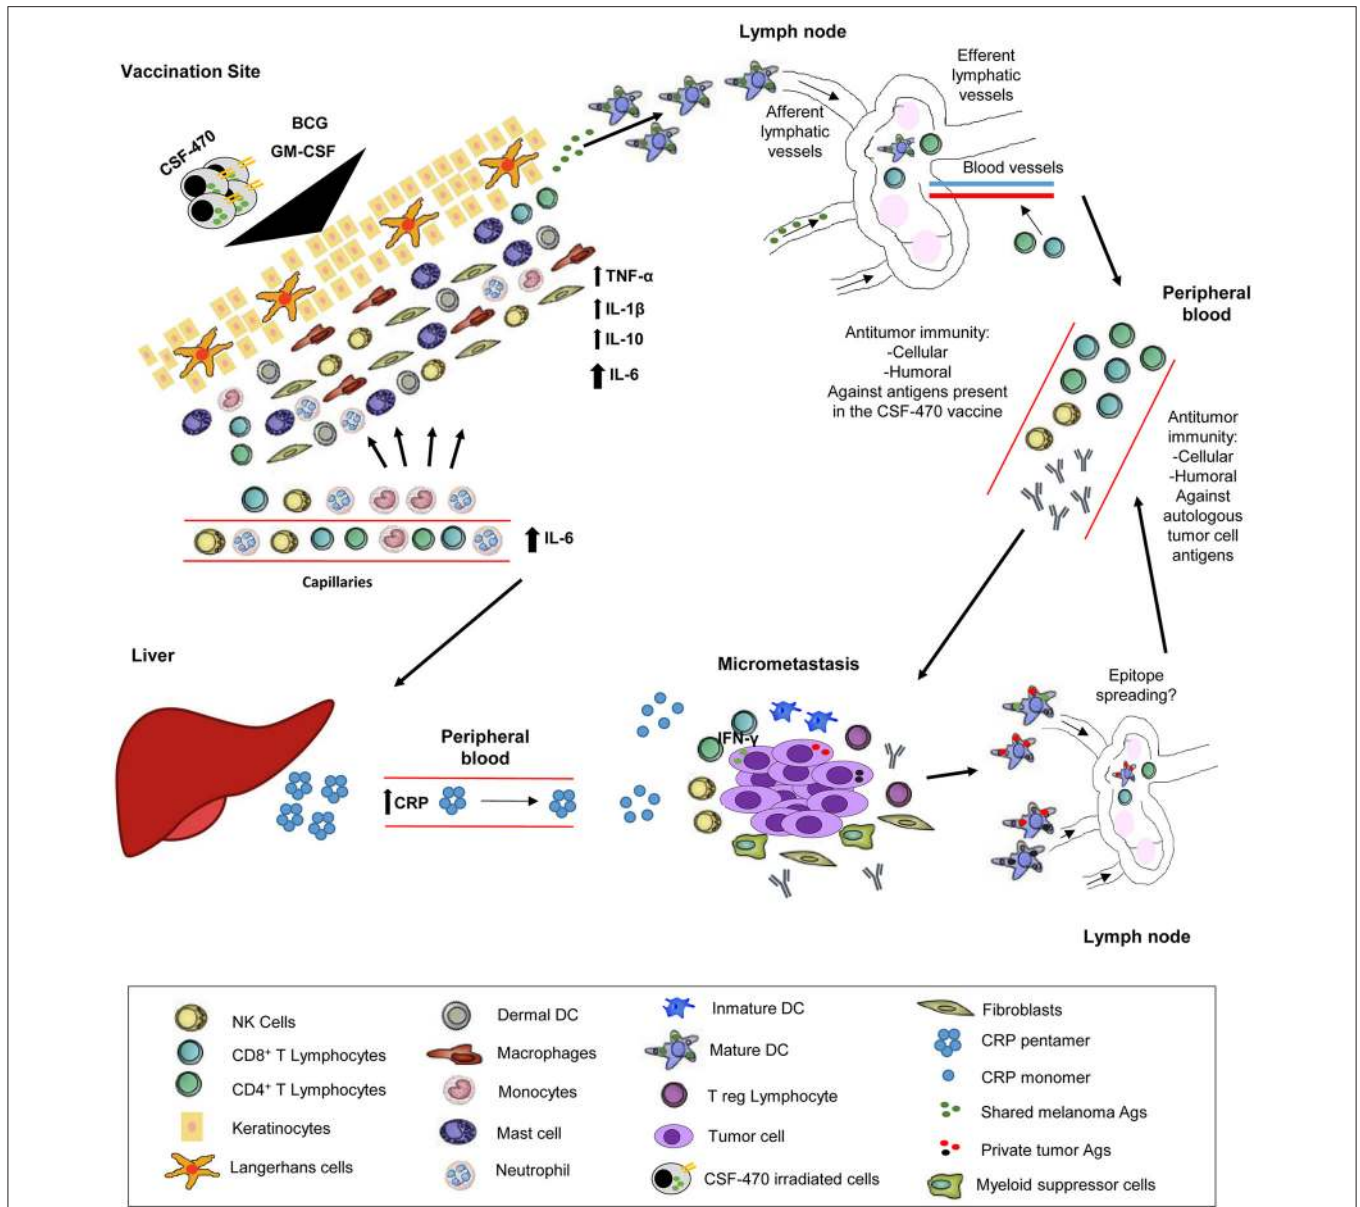 Lymph node
Vaccination Site
Efferent
lymphatic
vessels
BCG
GM-CSF
CSF-470
Afferent
lymphatic
vessels
Blood vessels
TNF-α
IL-1β
IL-10
IL-6
Peripheral
blood
Antitumor immunity:
-Cellular
-Humoral
Against antigens present
in the CSF-470 vaccine
Antitumor
immunity:
-Cellular
-Humoral
Against
autologous
tumor cell
antigens
IL-6
Capillaries
Liver
Micrometastasis
Epitope
spreading?
Peripheral
blood
CRP
IFN-γ
Lymph node
NK Cells
CD8+ T Lymphocytes
CD4+ T Lymphocytes
Keratinocytes
Langerhans cells
Dermal DC
Macrophages
Monocytes
Mast cell
Neutrophil
Inmature DC
Mature DC
T reg Lymphocyte
Tumor cell
CSF-470 irradiated cells
Fibroblasts
CRP pentamer
CRP monomer
Shared melanoma Ags
Private tumor Ags
Myeloid suppressor cells